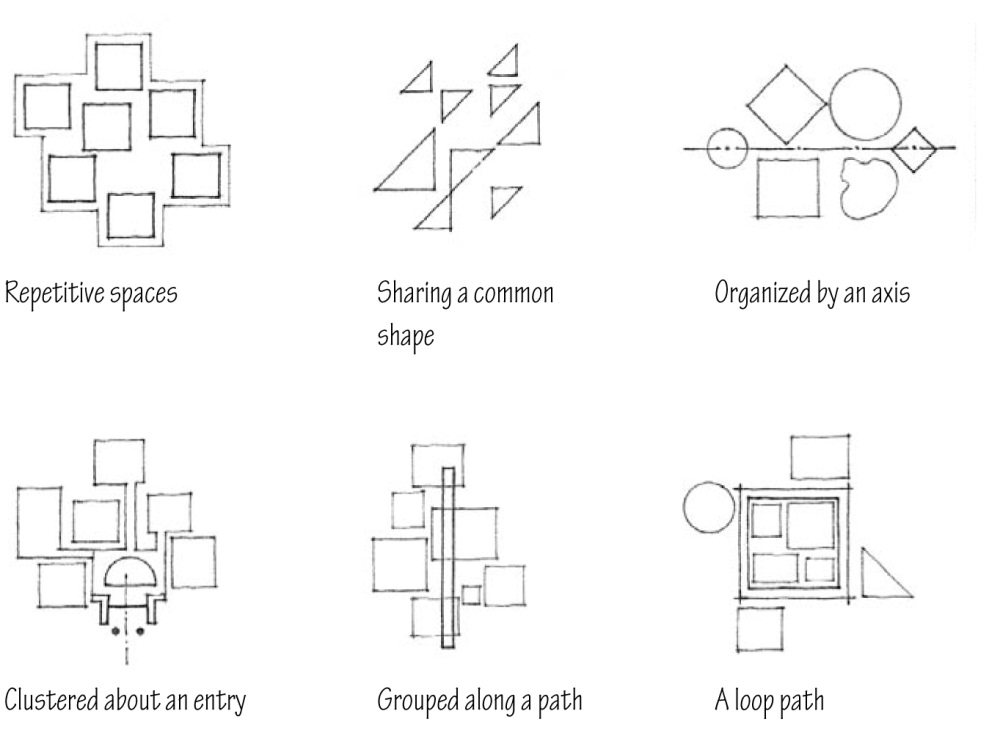 Repetitive spaces
Sharing a common
shape
Organized by an axis
Clustered about an entry
Grouped along a path
A loop path